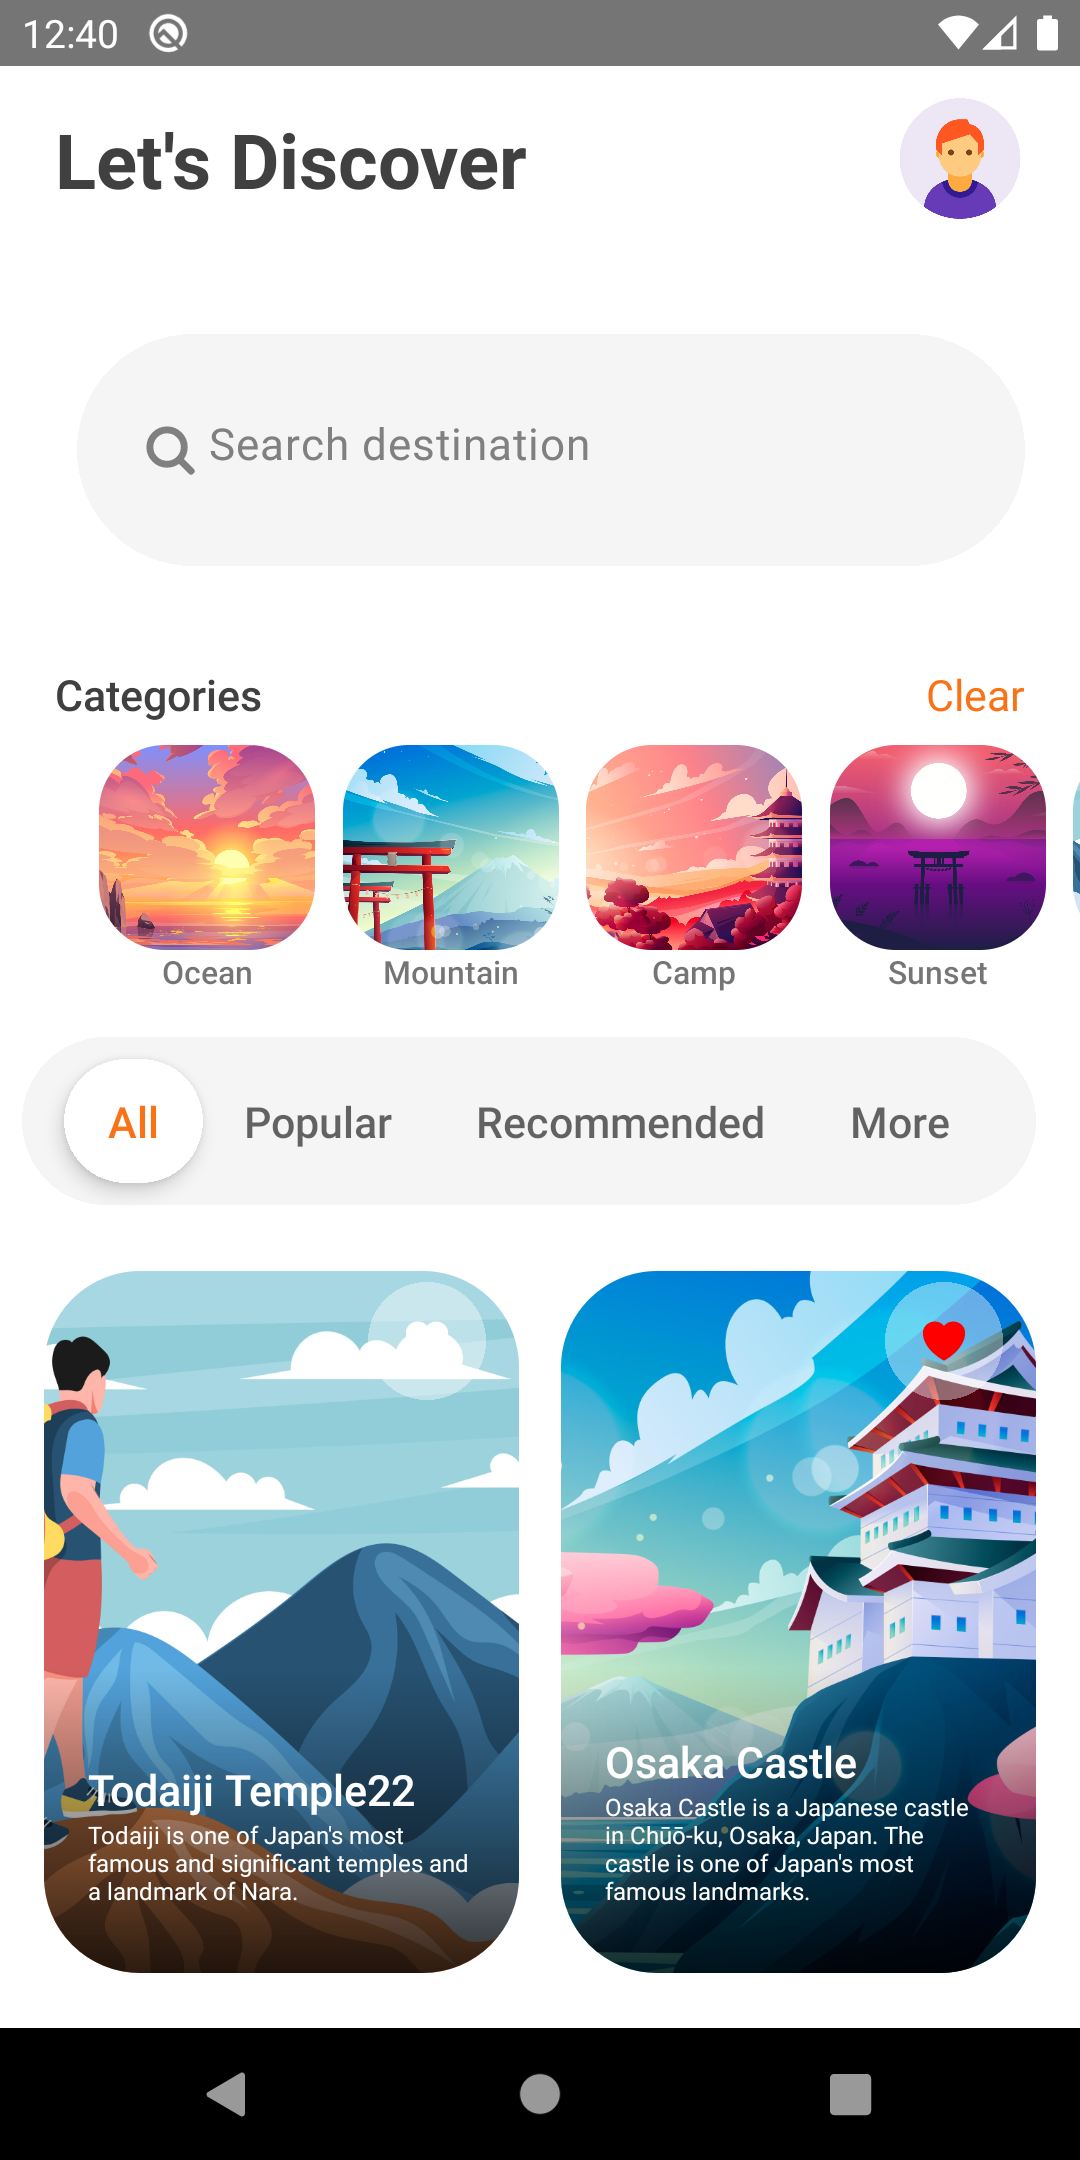 12:40
Let's Discover
Search destination
Categories
Clear
Ocean
Mountain
Camp
Sunset
All
Popular
Recommended
More
Todaiji Temple22
Todaiji is one of Japan's most
famous and significant temples and
a landmark of Nara.
Osaka Castle
Osaka Castle is a Japanese castle
in Chūō-ku, Osaka, Japan. The
castle is one of Japan's most
famous landmarks.